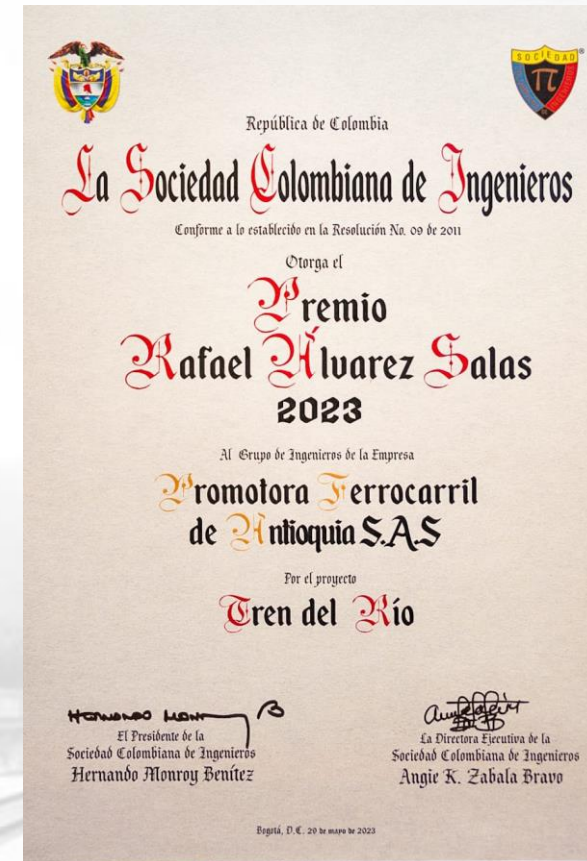 SOCIEDAD
INGENIEROS
π
República de Colombia
La Sociedad Colombiana de Ingenieros
Conforme a lo establecido en la Resolución No. 09 de 2011
Otorga el
Premio
Rafael Álvarez Salas
2023
Al Grupo de Ingenieros de la Empresa
Promotora Ferrocarril
de Antioquia S.A.S
Por el proyecto
Tren del Río
El Presidente de la
Sociedad Colombiana de Ingenieros
Hernando Monroy Benítez
La Directora Ejecutiva de la
Sociedad Colombiana de Ingenieros
Angie K. Zabala Bravo
Bogotá, D.C. 29 de mayo de 2023